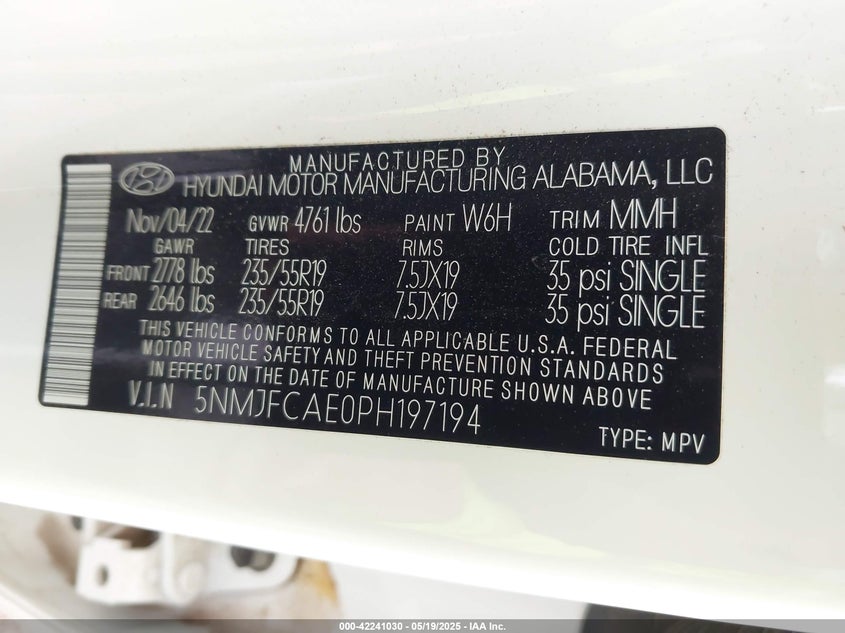 MANUFACTURED BY
HYUNDAI MOTOR MANUFACTURING ALABAMA, LLC
Nov/04/22 GVWR 4761 lbs PAINT W6H TRIM MMH
GAWR TIRES RIMS COLD TIRE INFL
FRONT 2778 lbs 235/55R19 7.5JX19 35 psi SINGLE
REAR 2646 lbs 235/55R19 7.5JX19 35 psi SINGLE
THIS VEHICLE CONFORMS TO ALL APPLICABLE U.S.A. FEDERAL
MOTOR VEHICLE SAFETY AND THEFT PREVENTION STANDARDS
IN EFFECT ON THE DATE OF MANUFACTURE SHOWN ABOVE
V.I.N 5NMJFCAE0PH197194
TYPE: MPV
000-42241030 - 05/19/2025 - IAA Inc.